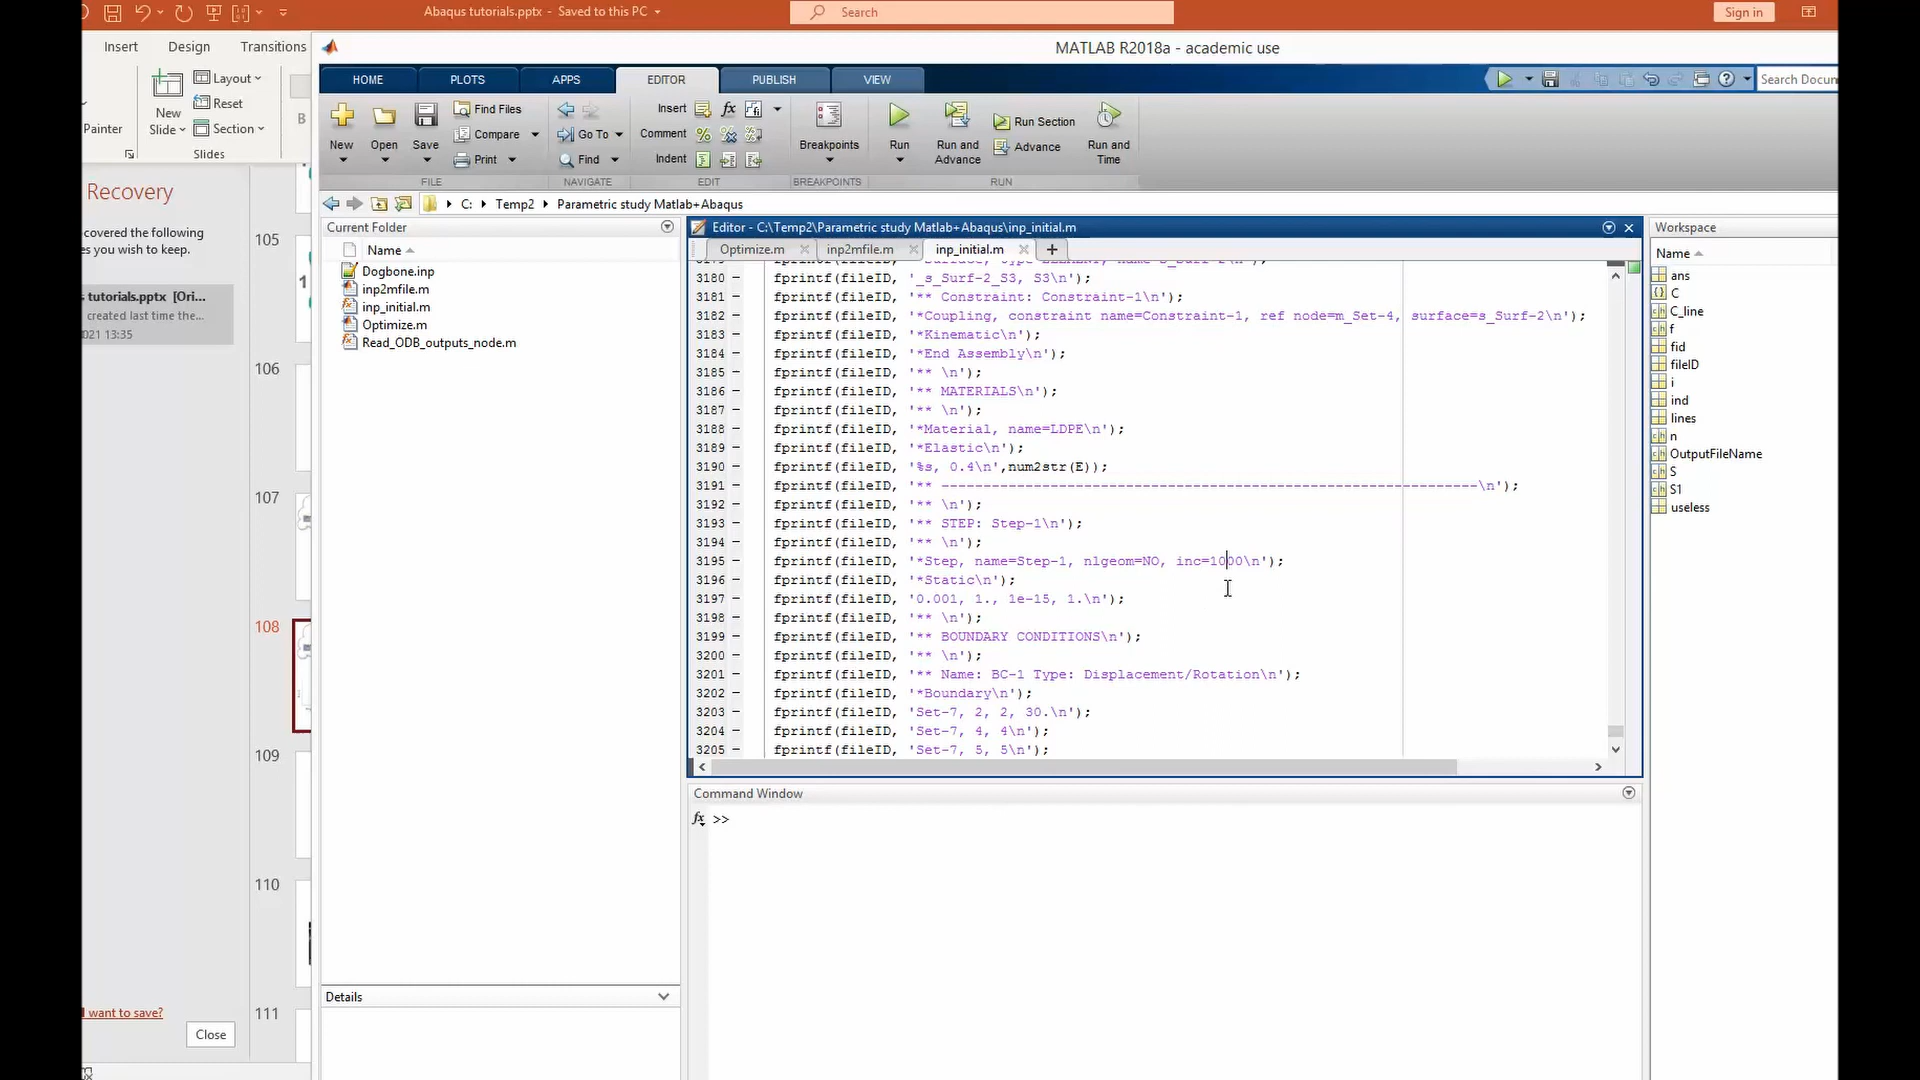 Abaqus tutorials.pptx - Saved to this PC
Search
Sign in
Insert
Design
Transitions
MATLAB R2018a - academic use
Layout
Reset
New
Slide
Section
Painter
Slides
B
HOME
PLOTS
APPS
EDITOR
PUBLISH
VIEW
Search Docum
New
Open
Save
Find Files
Compare
Print
FILE
Go To
Find
NAVIGATE
Insert
fx
Comment
Indent
EDIT
Breakpoints
BREAKPOINTS
Run
Run and
Advance
Run Section
Advance
Run and
Time
RUN
C:
Temp2
Parametric study Matlab+Abaqus
Recovery
covered the following
es you wish to keep.
s tutorials.pptx [Ori...
created last time the...
021 13:35
I want to save?
Close
105
1
106
107
108
109
110
111
Current Folder
Name
Dogbone.inp
inp2mfile.m
inp_initial.m
Optimize.m
Read_ODB_outputs_node.m
Details
Editor - C:\Temp2\Parametric study Matlab+Abaqus\inp_initial.m
Optimize.m
inp2mfile.m
inp_initial.m
3180 - fprintf(fileID, '_s_Surf-2_S3, S3\n');
3181 - fprintf(fileID, '** Constraint: Constraint-1\n');
3182 - fprintf(fileID, '*Coupling, constraint name=Constraint-1, ref node=m_Set-4, surface=s_Surf-2\n');
3183 - fprintf(fileID, '*Kinematic\n');
3184 - fprintf(fileID, '*End Assembly\n');
3185 - fprintf(fileID, '** \n');
3186 - fprintf(fileID, '** MATERIALS\n');
3187 - fprintf(fileID, '** \n');
3188 - fprintf(fileID, '*Material, name=LDPE\n');
3189 - fprintf(fileID, '*Elastic\n');
3190 - fprintf(fileID, '%s, 0.4\n',num2str(E));
3191 - fprintf(fileID, '** ----------------------------------------------------------------\n');
3192 - fprintf(fileID, '** \n');
3193 - fprintf(fileID, '** STEP: Step-1\n');
3194 - fprintf(fileID, '** \n');
3195 - fprintf(fileID, '*Step, name=Step-1, nlgeom=NO, inc=1000\n');
3196 - fprintf(fileID, '*Static\n');
3197 - fprintf(fileID, '0.001, 1., 1e-15, 1.\n');
3198 - fprintf(fileID, '** \n');
3199 - fprintf(fileID, '** BOUNDARY CONDITIONS\n');
3200 - fprintf(fileID, '** \n');
3201 - fprintf(fileID, '** Name: BC-1 Type: Displacement/Rotation\n');
3202 - fprintf(fileID, '*Boundary\n');
3203 - fprintf(fileID, 'Set-7, 2, 2, 30.\n');
3204 - fprintf(fileID, 'Set-7, 4, 4\n');
3205 - fprintf(fileID, 'Set-7, 5, 5\n');
Command Window
fx >>
Workspace
Name
ans
C
C_line
f
fid
fileID
i
ind
lines
n
OutputFileName
S
S1
useless